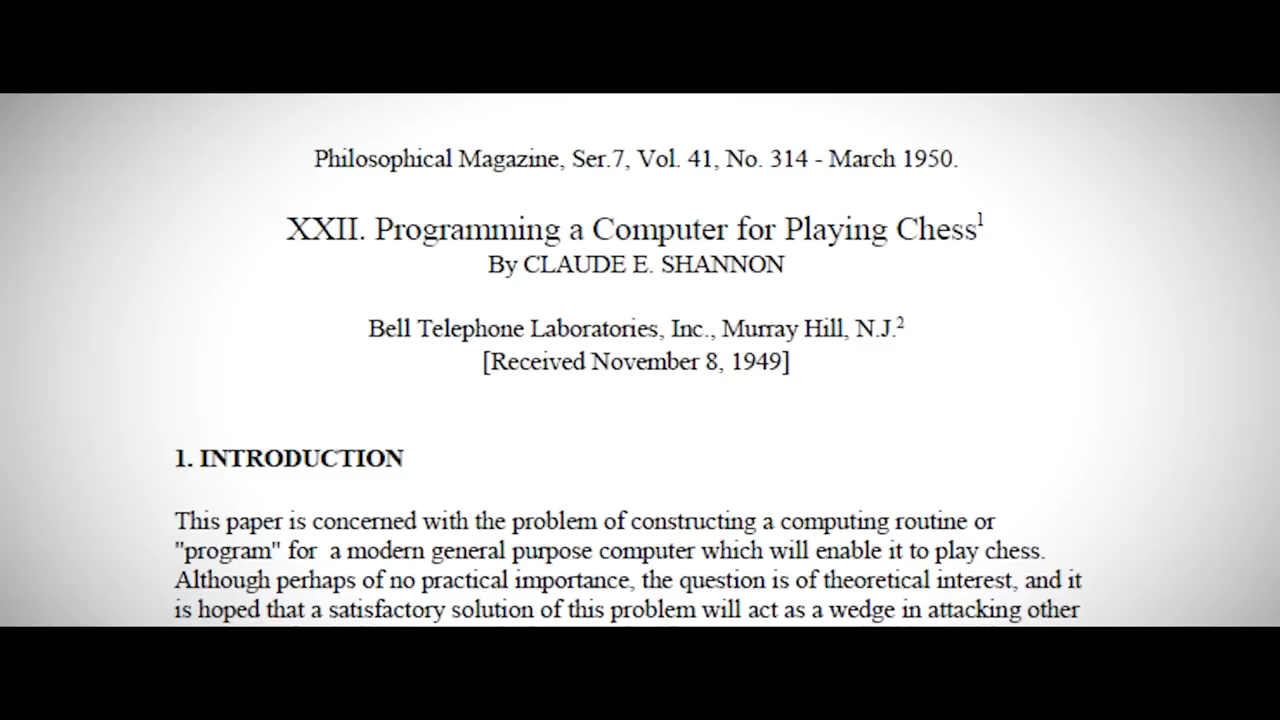 Philosophical Magazine, Ser.7, Vol. 41, No. 314 - March 1950.
XXII. Programming a Computer for Playing Chess¹
By CLAUDE E. SHANNON
Bell Telephone Laboratories, Inc., Murray Hill, N.J.²
[Received November 8, 1949]
1. INTRODUCTION
This paper is concerned with the problem of constructing a computing routine or
"program" for  a modern general purpose computer which will enable it to play chess.
Although perhaps of no practical importance, the question is of theoretical interest, and it
is hoped that a satisfactory solution of this problem will act as a wedge in attacking other